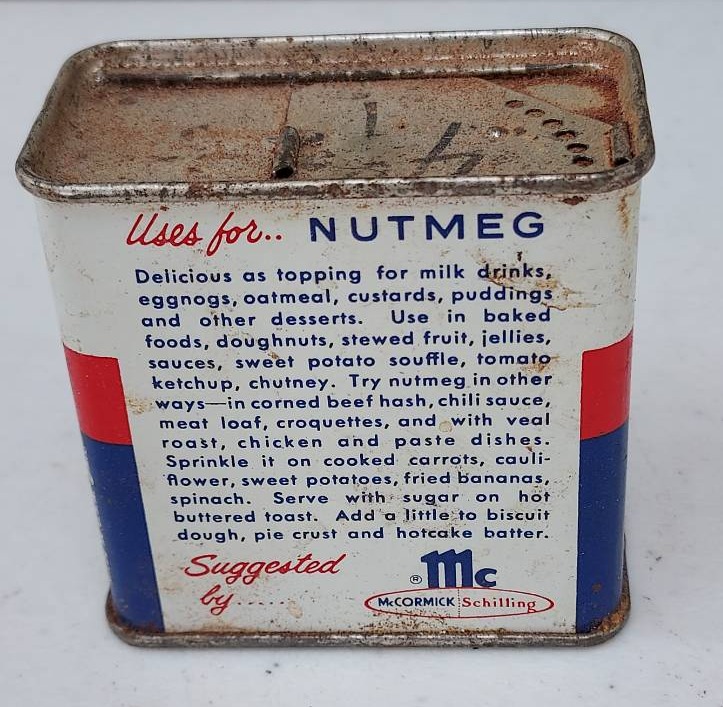 Uses for.. NUTMEG
Delicious as topping for milk drinks,
eggnogs, oatmeal, custards, puddings
and other desserts. Use in baked
foods, doughnuts, stewed fruit, jellies,
sauces, sweet potato souffle, tomato
ketchup, chutney. Try nutmeg in other
ways—in corned beef hash, chili sauce,
meat loaf, croquettes, and with veal
roast, chicken and paste dishes.
Sprinkle it on cooked carrots, cauli-
flower, sweet potatoes, fried bananas,
spinach. Serve with sugar on hot
buttered toast. Add a little to biscuit
dough, pie crust and hotcake batter.
Suggested
by......
® Mc
McCORMICK Schilling